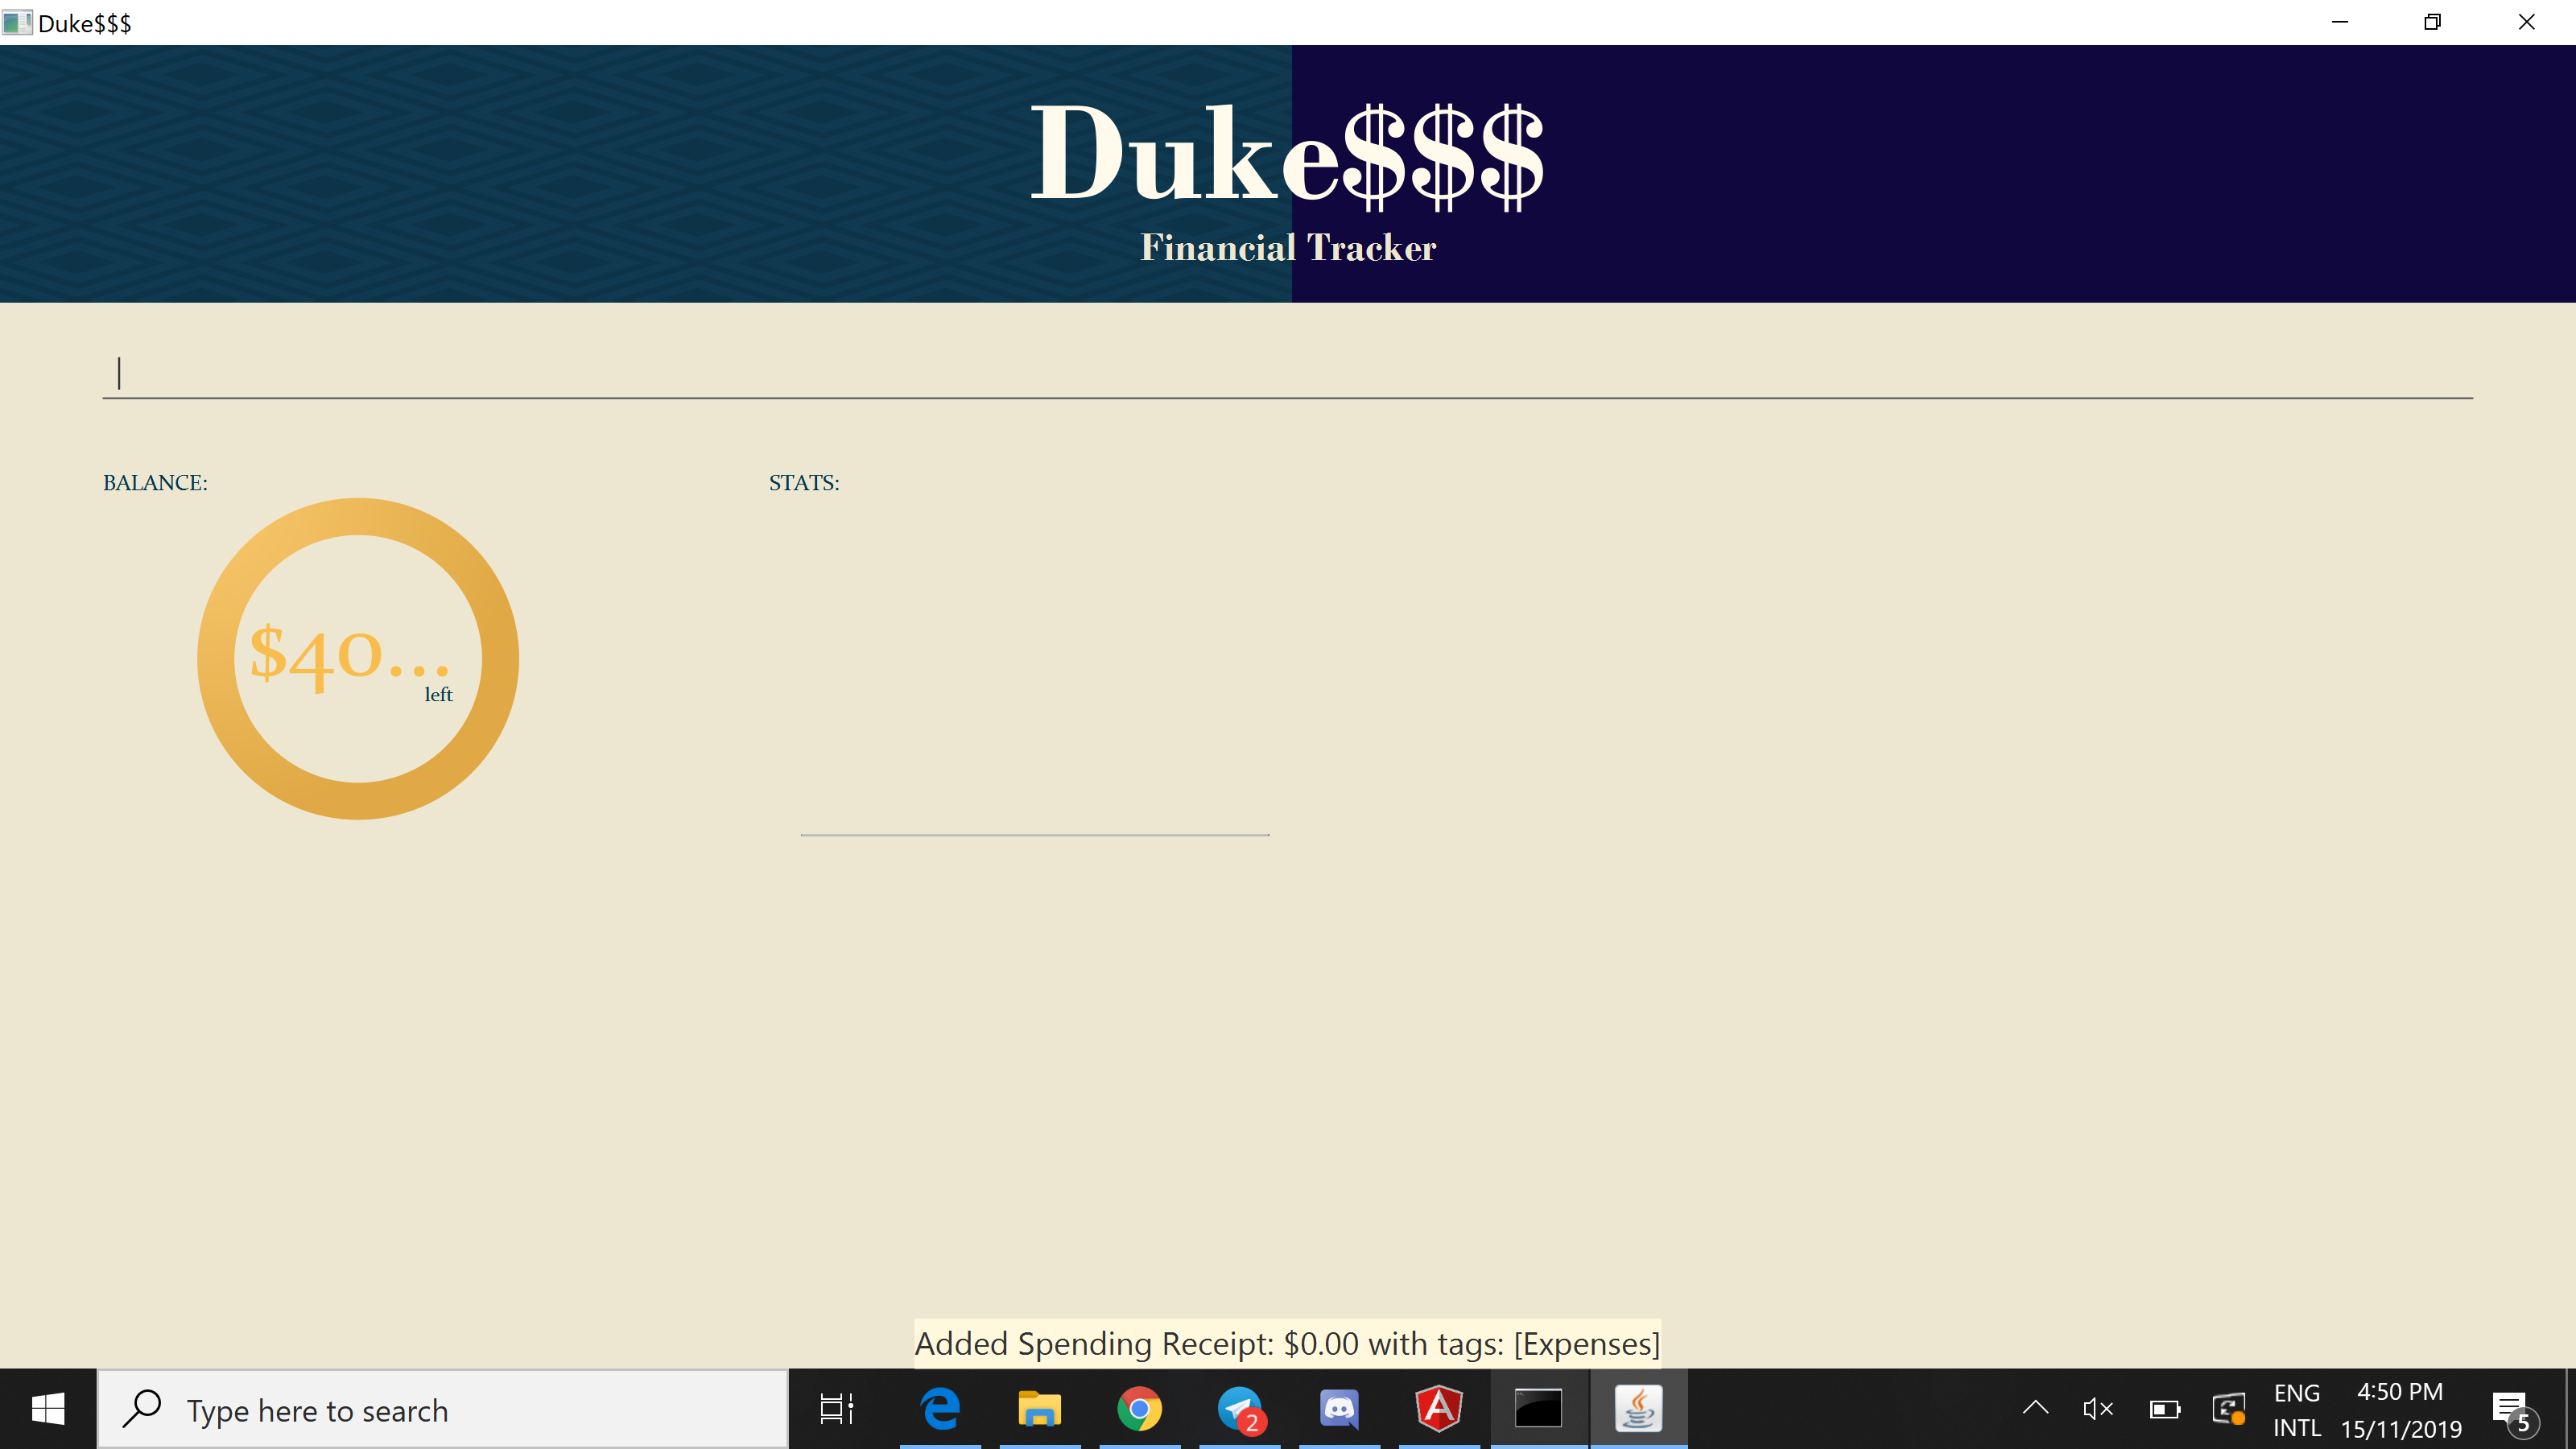 Duke$$$
Duke$$$
Financial Tracker
BALANCE:
STATS:
$40...
left
Added Spending Receipt: $0.00 with tags: [Expenses]
Type here to search
2
ENG
INTL
4:50 PM
15/11/2019
5